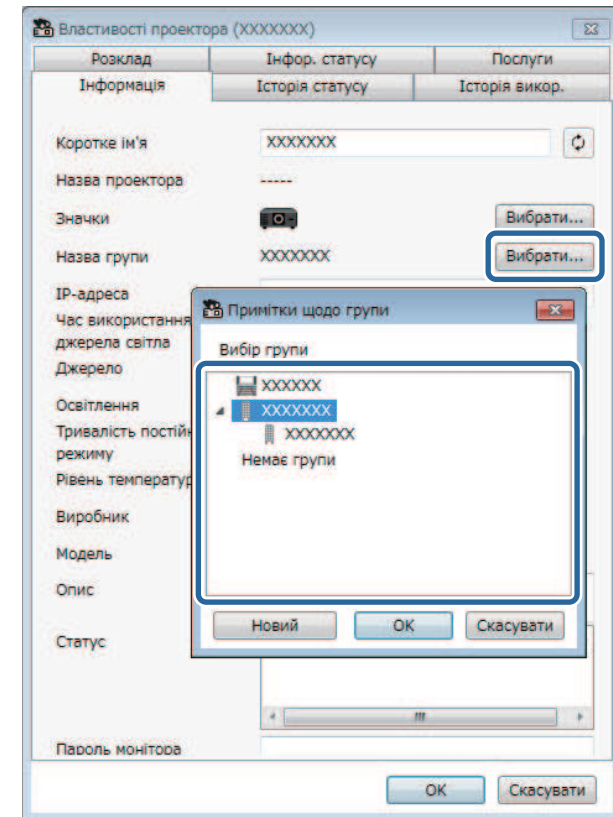 Властивості проектора (XXXXXXX)
Розклад Інфор. статусу Послуги
Інформація Історія статусу Історія викор.
Коротке ім'я XXXXXXX
Назва проектора -----
Значки Вибрати...
Назва групи XXXXXXX Вибрати...
IP-адреса
Примітки щодо групи
Час використання
джерела світла
Вибір групи
Джерело
XXXXXX
Освітлення
XXXXXXX
Тривалість постійн
XXXXXXX
режиму
Немає групи
Рівень температур
Виробник
Модель
Опис
Новий ОК Скасувати
Статус
Пароль монітора
ОК Скасувати